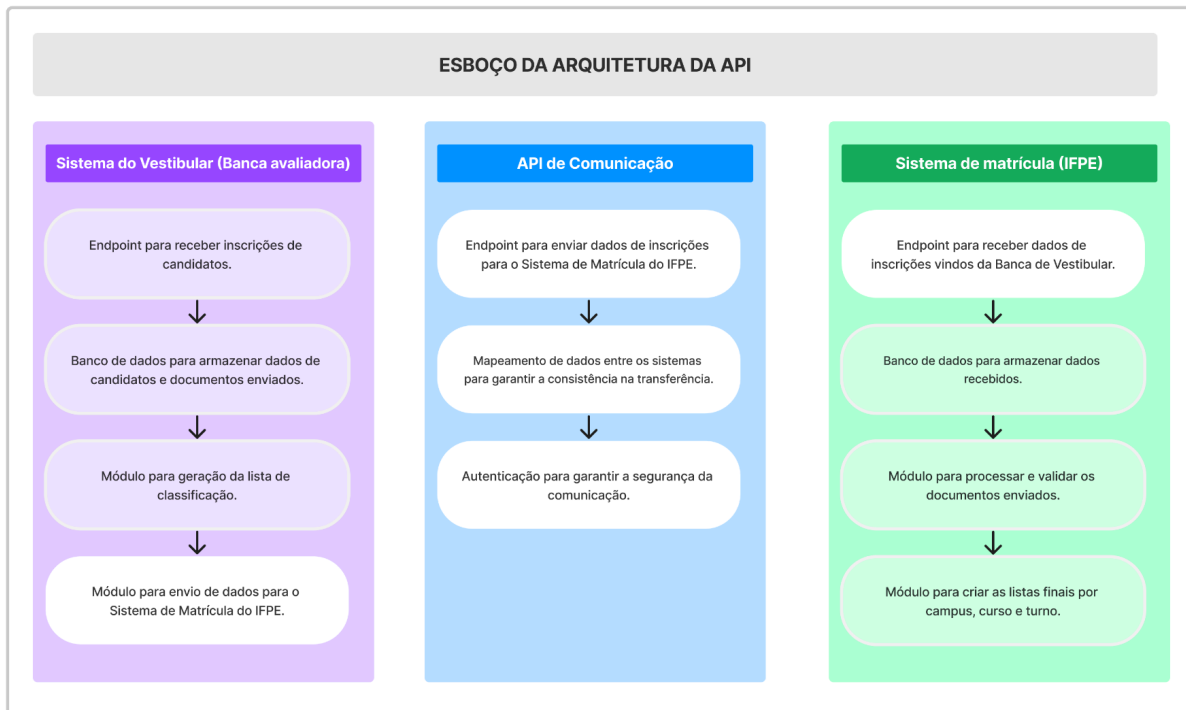 ESBOÇO DA ARQUITETURA DA API
Sistema do Vestibular (Banca avaliadora)
Endpoint para receber inscrições de
candidatos.
Banco de dados para armazenar dados de
candidatos e documentos enviados.
Módulo para geração da lista de
classificação.
Módulo para envio de dados para o
Sistema de Matrícula do IFPE.
API de Comunicação
Endpoint para enviar dados de inscrições
para o Sistema de Matrícula do IFPE.
Mapeamento de dados entre os sistemas
para garantir a consistência na transferência.
Autenticação para garantir a segurança da
comunicação.
Sistema de matrícula (IFPE)
Endpoint para receber dados de
inscrições vindos da Banca de Vestibular.
Banco de dados para armazenar dados
recebidos.
Módulo para processar e validar os
documentos enviados.
Módulo para criar as listas finais por
campus, curso e turno.